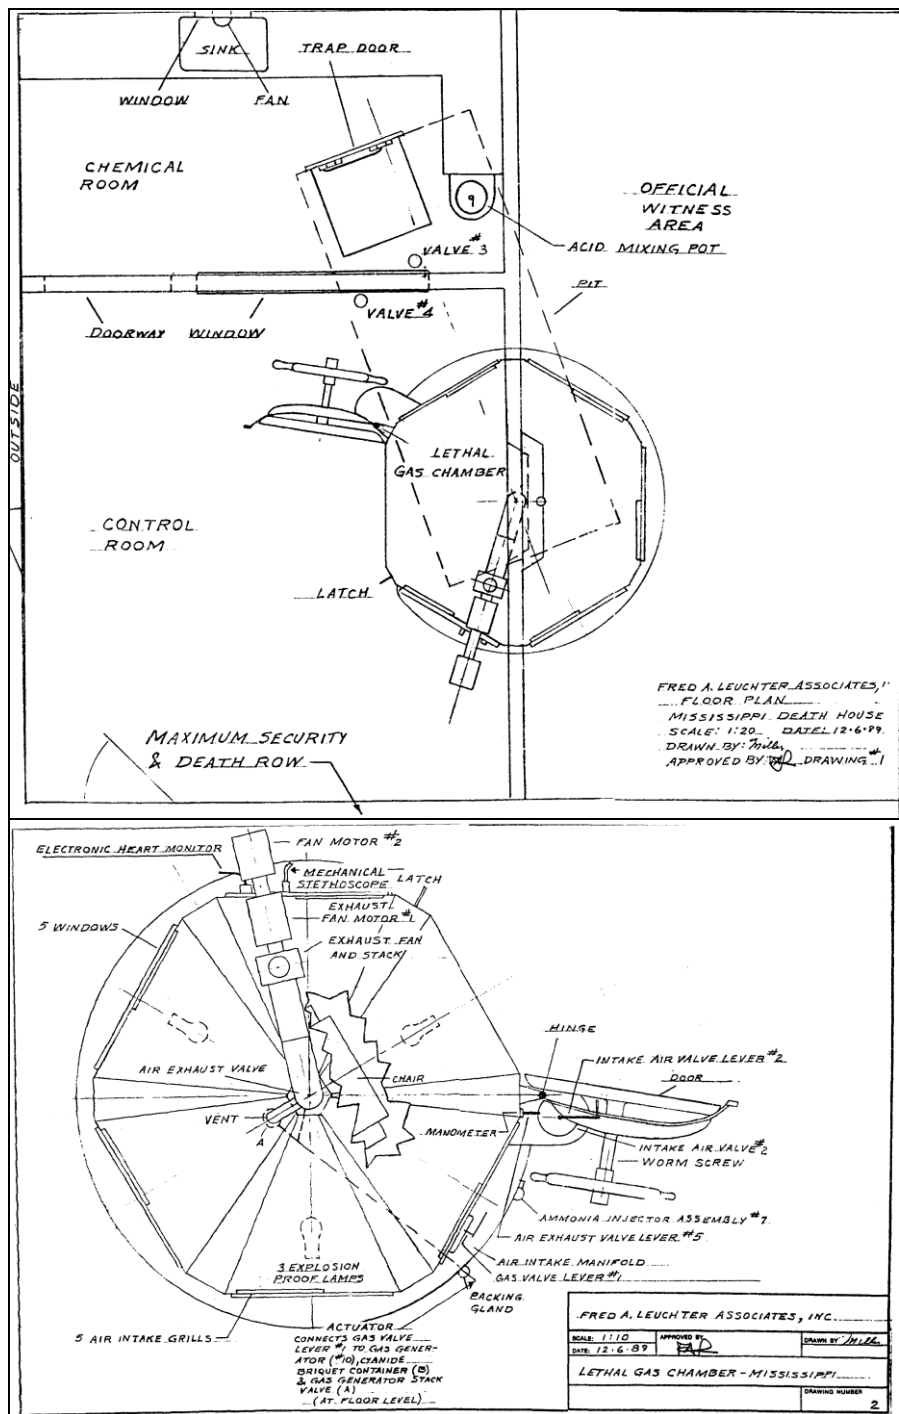 SINK
TRAP DOOR
WINDOW
FAN
CHEMICAL
ROOM
9
OFFICIAL
WITNESS
AREA
ACID MIXING POT
VALVE #3
PIT
VALVE #4
DOORWAY
WINDOW
OUTSIDE
LETHAL
GAS CHAMBER
CONTROL
ROOM
LATCH
FRED A. LEUCHTER ASSOCIATES,
FLOOR PLAN
MISSISSIPPI DEATH HOUSE
SCALE: 1:20 DATE: 12-6-89
DRAWN BY: Miller
APPROVED BY: DRAWING #1
MAXIMUM SECURITY
& DEATH ROW
FAN MOTOR #2
ELECTRONIC HEART MONITOR
MECHANICAL
STETHOSCOPE
LATCH
EXHAUST
FAN MOTOR #1
5 WINDOWS
EXHAUST FAN
AND STACK
HINGE
INTAKE AIR VALVE LEVER #2
DOOR
AIR EXHAUST VALVE
CHAIR
VENT
A
MANOMETER
INTAKE AIR VALVE #2
WORM SCREW
AMMONIA INJECTOR ASSEMBLY #7
AIR EXHAUST VALVE LEVER #5
AIR INTAKE MANIFOLD
GAS VALVE LEVER #1
3 EXPLOSION
PROOF LAMPS
PACKING
GLAND
5 AIR INTAKE GRILLS
ACTUATOR
CONNECTS GAS VALVE
LEVER #1 TO GAS GENER-
ATOR (#10), CYANIDE
BRIQUET CONTAINER (B)
& GAS GENERATOR STACK
VALVE (A)
(AT FLOOR LEVEL)
FRED A. LEUCHTER ASSOCIATES, INC.
SCALE: 1:10 APPROVED BY DRAWN BY Miller
DATE: 12-6-89
LETHAL GAS CHAMBER - MISSISSIPPI
DRAWING NUMBER
2